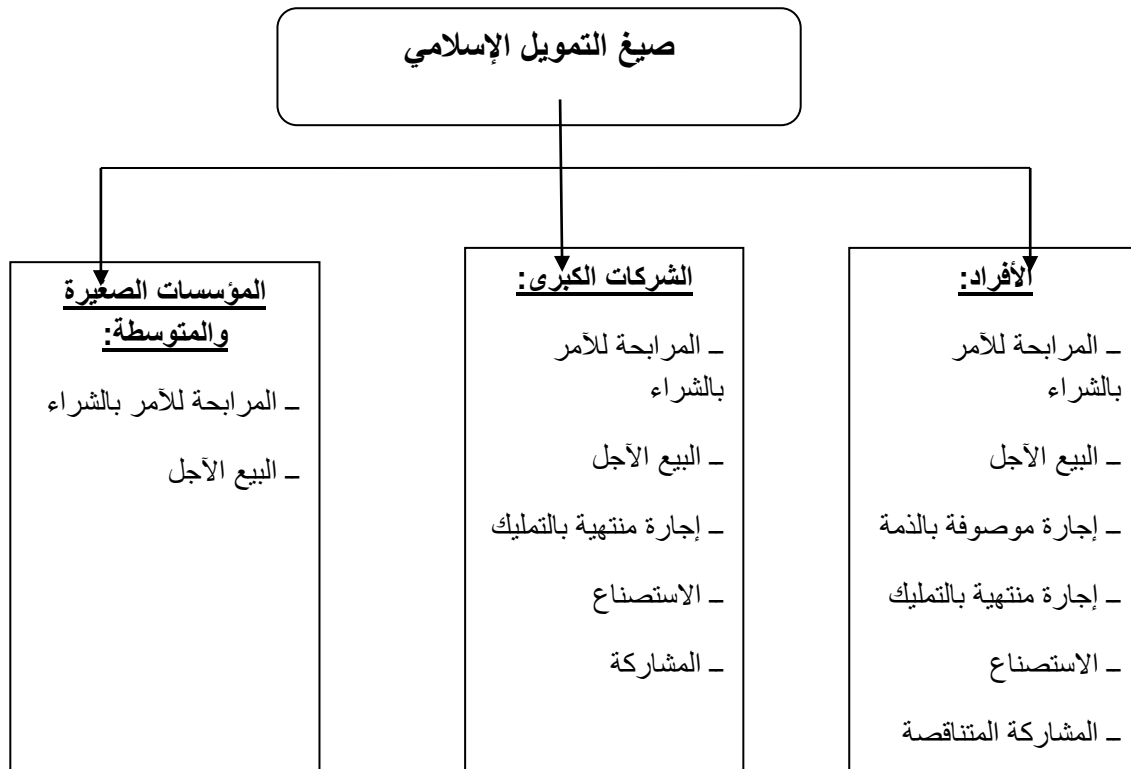 صيغ التمويل الإسلامي
الأفراد:
ـ المرابحة للآمر
بالشراء
ـ البيع الآجل
ـ إجارة موصوفة بالذمة
ـ إجارة منتهية بالتمليك
ـ الاستصناع
ـ المشاركة المتناقصة
الشركات الكبرى:
ـ المرابحة للآمر
بالشراء
ـ البيع الآجل
ـ إجارة منتهية بالتمليك
ـ الاستصناع
ـ المشاركة
المؤسسات الصغيرة
والمتوسطة:
ـ المرابحة للآمر بالشراء
ـ البيع الآجل